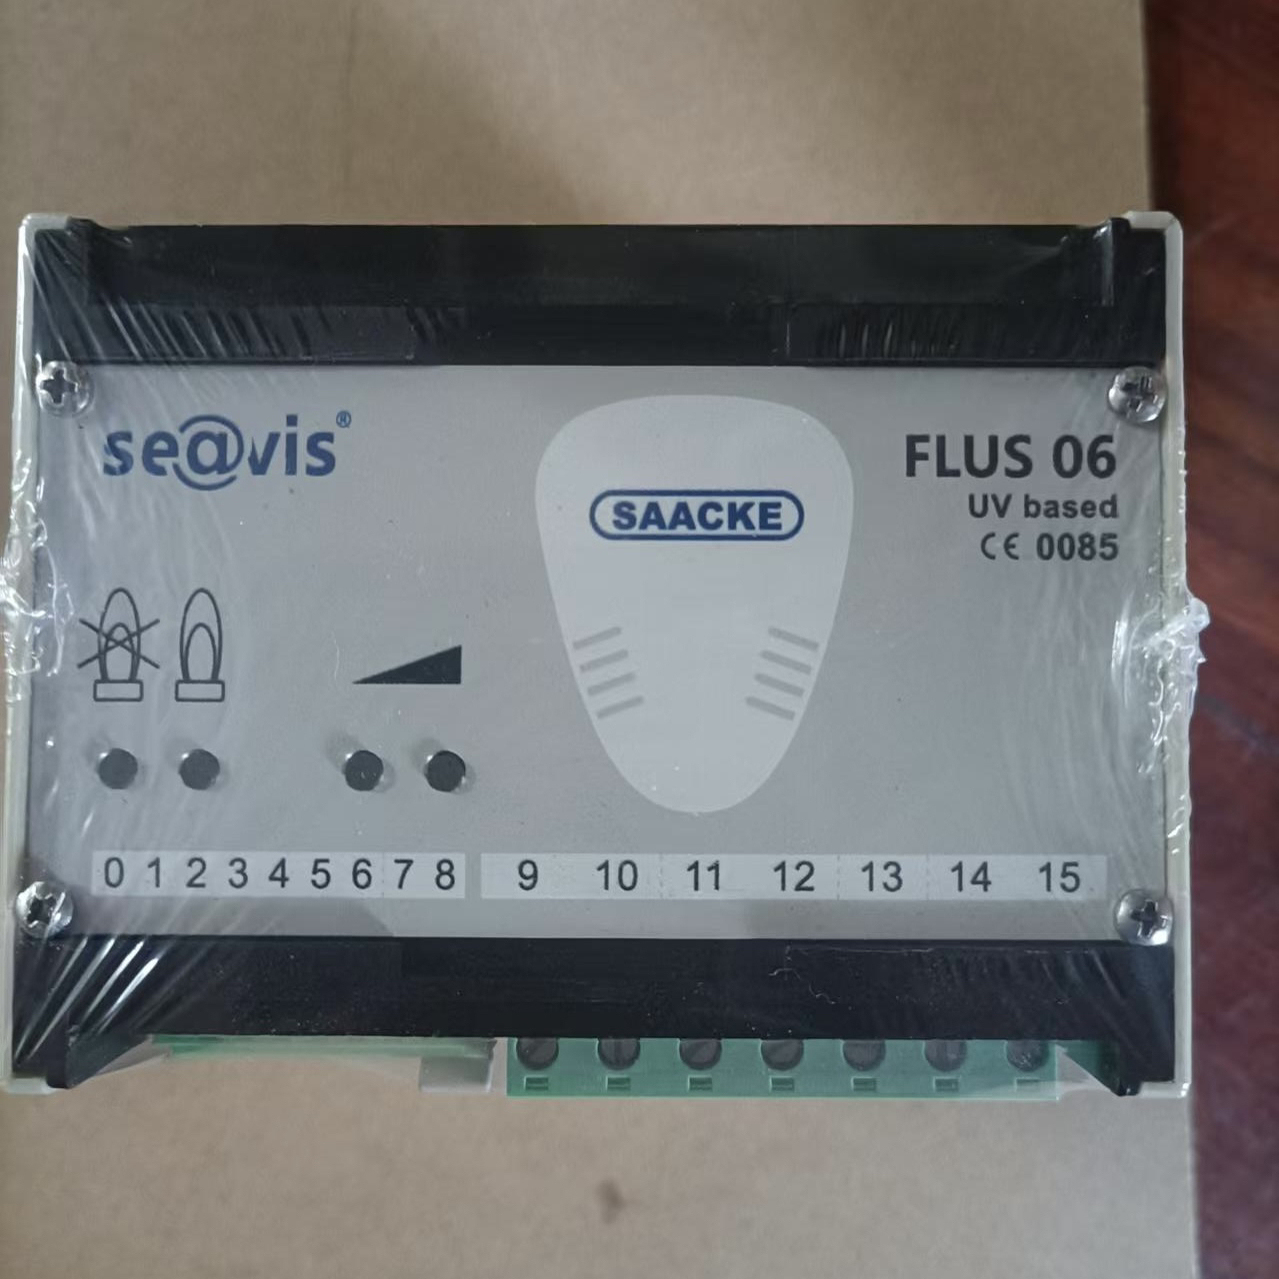 se@vis®
SAACKE
FLUS 06
UV based
CE 0085
0 1 2 3 4 5 6 7 8 9 10 11 12 13 14 15